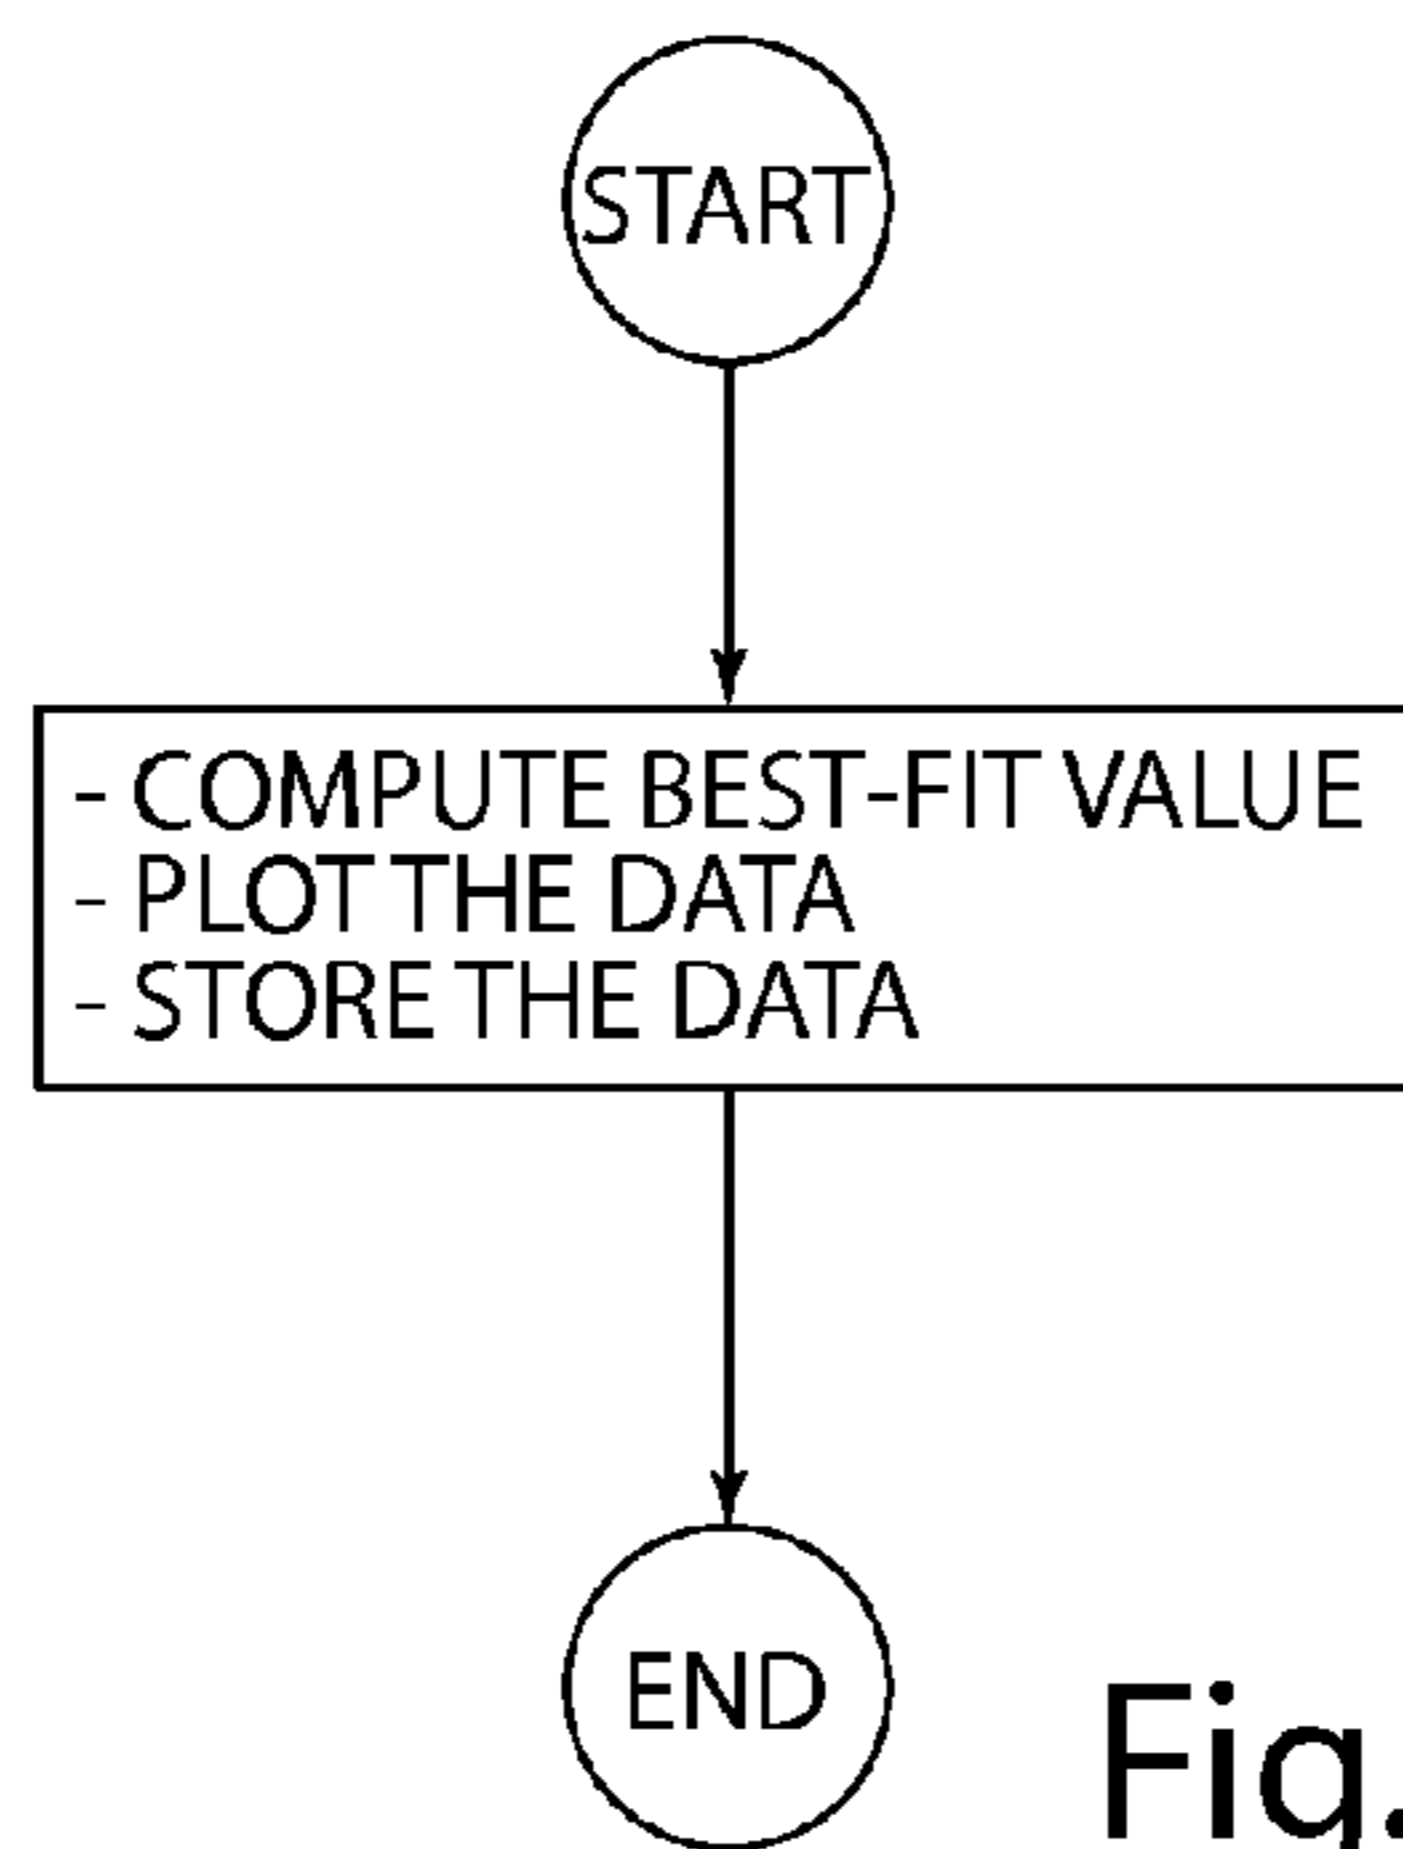 START
- COMPUTE BEST-FIT VALUE
- PLOT THE DATA
- STORE THE DATA
END
Fig.